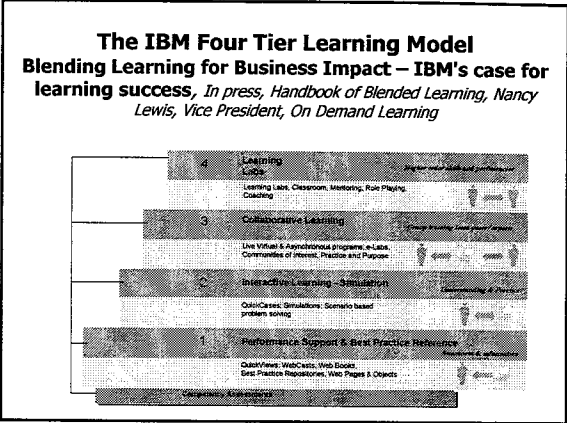 The IBM Four Tier Learning Model
Blending Learning for Business Impact – IBM's case for
learning success, In press, Handbook of Blended Learning, Nancy
Lewis, Vice President, On Demand Learning
4 Learning
Labs
Learning Labs, Classroom, Mentoring, Role Playing,
Coaching
3 Collaborative Learning
Live Virtual & Asynchronous programs, e-Labs,
Communities of Interest, Practice and Purpose
2 Interactive Learning - Simulation
QuickCases; Simulations; Scenario based
problem solving
1 Performance Support & Best Practice Reference
QuickViews; WebCasts, Web Books,
Best Practice Repositories, Web Pages & Objects
Competency Assessments